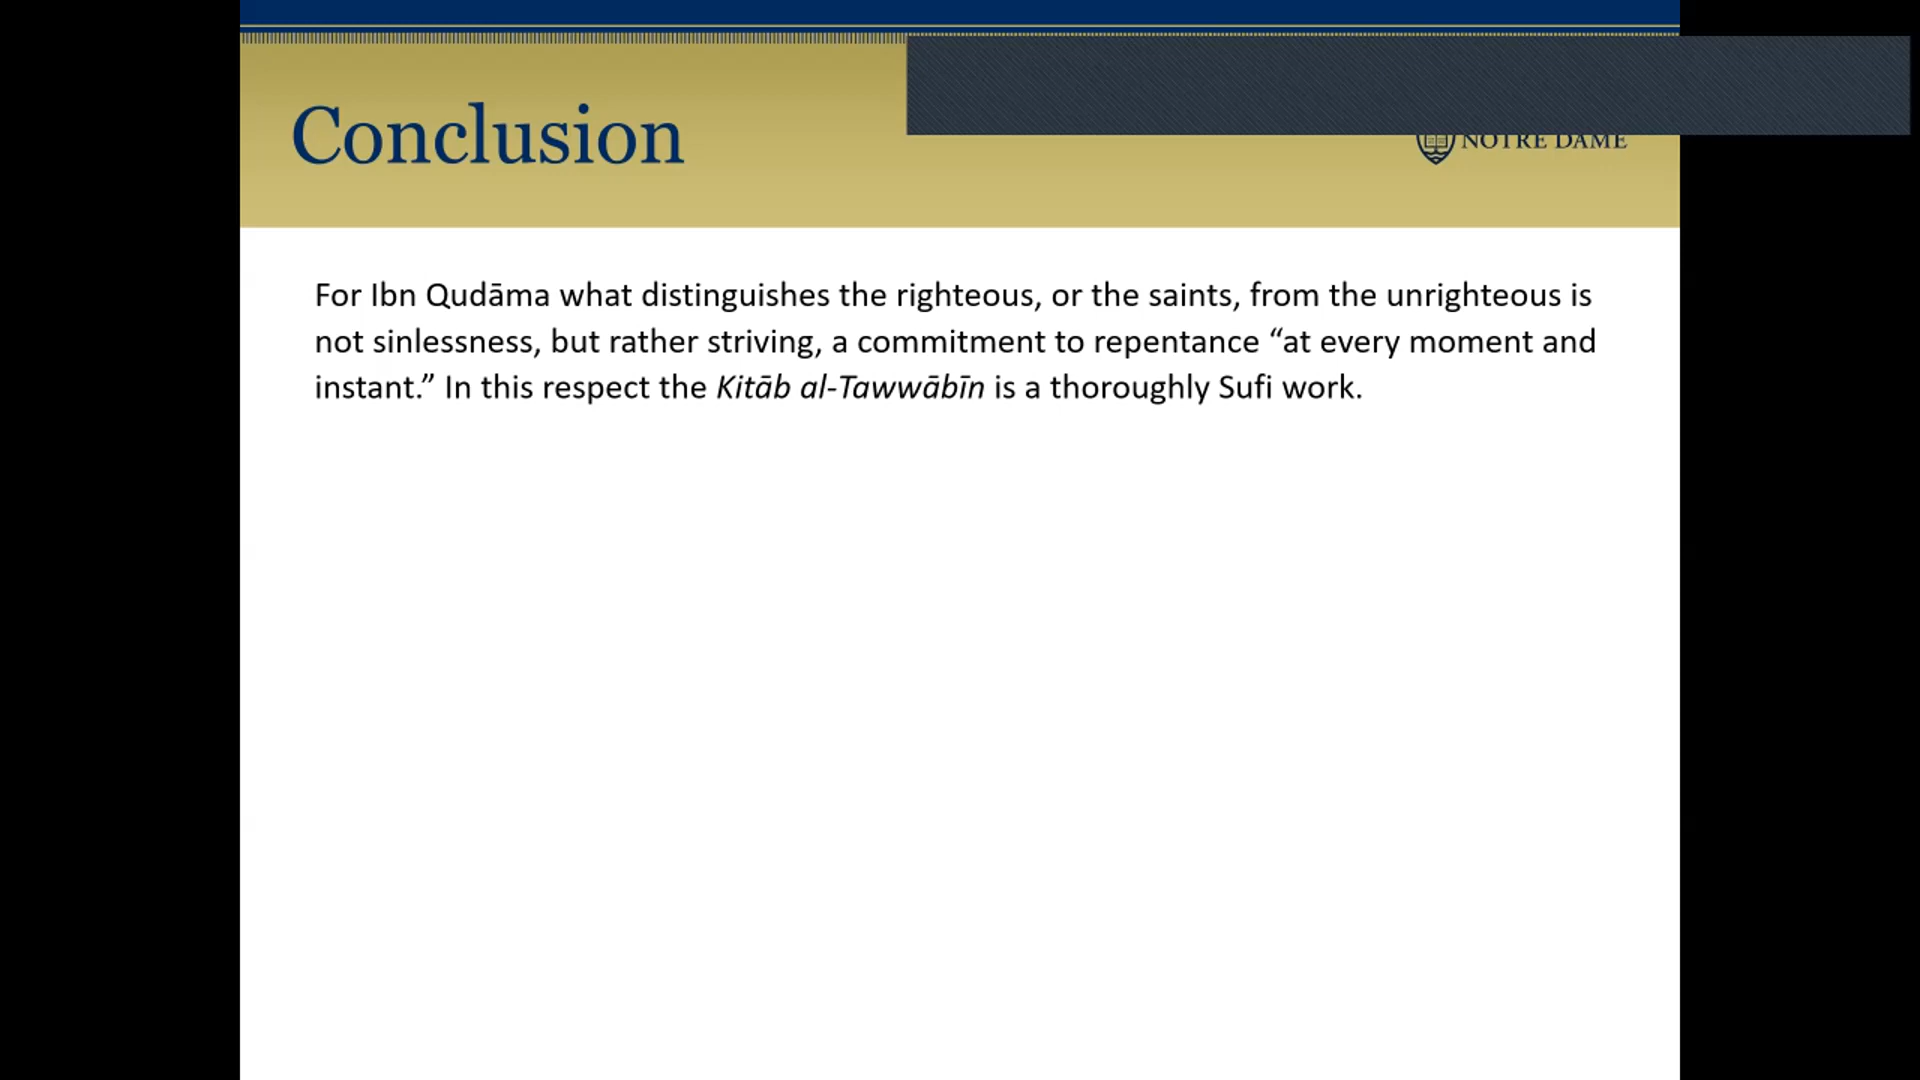 Conclusion
NOTRE DAME
For Ibn Qudāma what distinguishes the righteous, or the saints, from the unrighteous is
not sinlessness, but rather striving, a commitment to repentance “at every moment and
instant.” In this respect the Kitāb al-Tawwābīn is a thoroughly Sufi work.